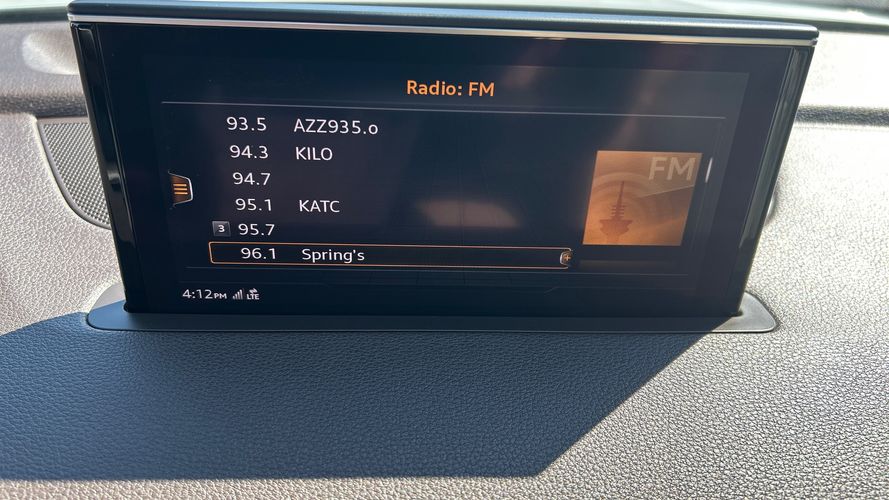 Radio: FM
93.5 AZZ935.o
94.3 KILO
94.7
95.1 KATC
3 95.7
96.1 Spring's
FM
4:12PM LTE